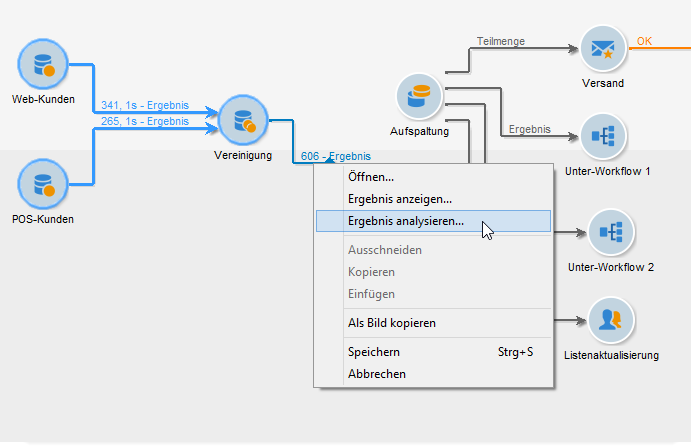 Teilmenge
OK
Versand
Web-Kunden
341, 1s - Ergebnis
265, 1s - Ergebnis
Vereinigung
Aufspaltung
Ergebnis
606 - Ergebnis
Unter-Workflow 1
POS-Kunden
Öffnen...
Ergebnis anzeigen...
Ergebnis analysieren...
Ausschneiden
Kopieren
Einfügen
Als Bild kopieren
Speichern Strg+S
Abbrechen
Unter-Workflow 2
Listenaktualisierung